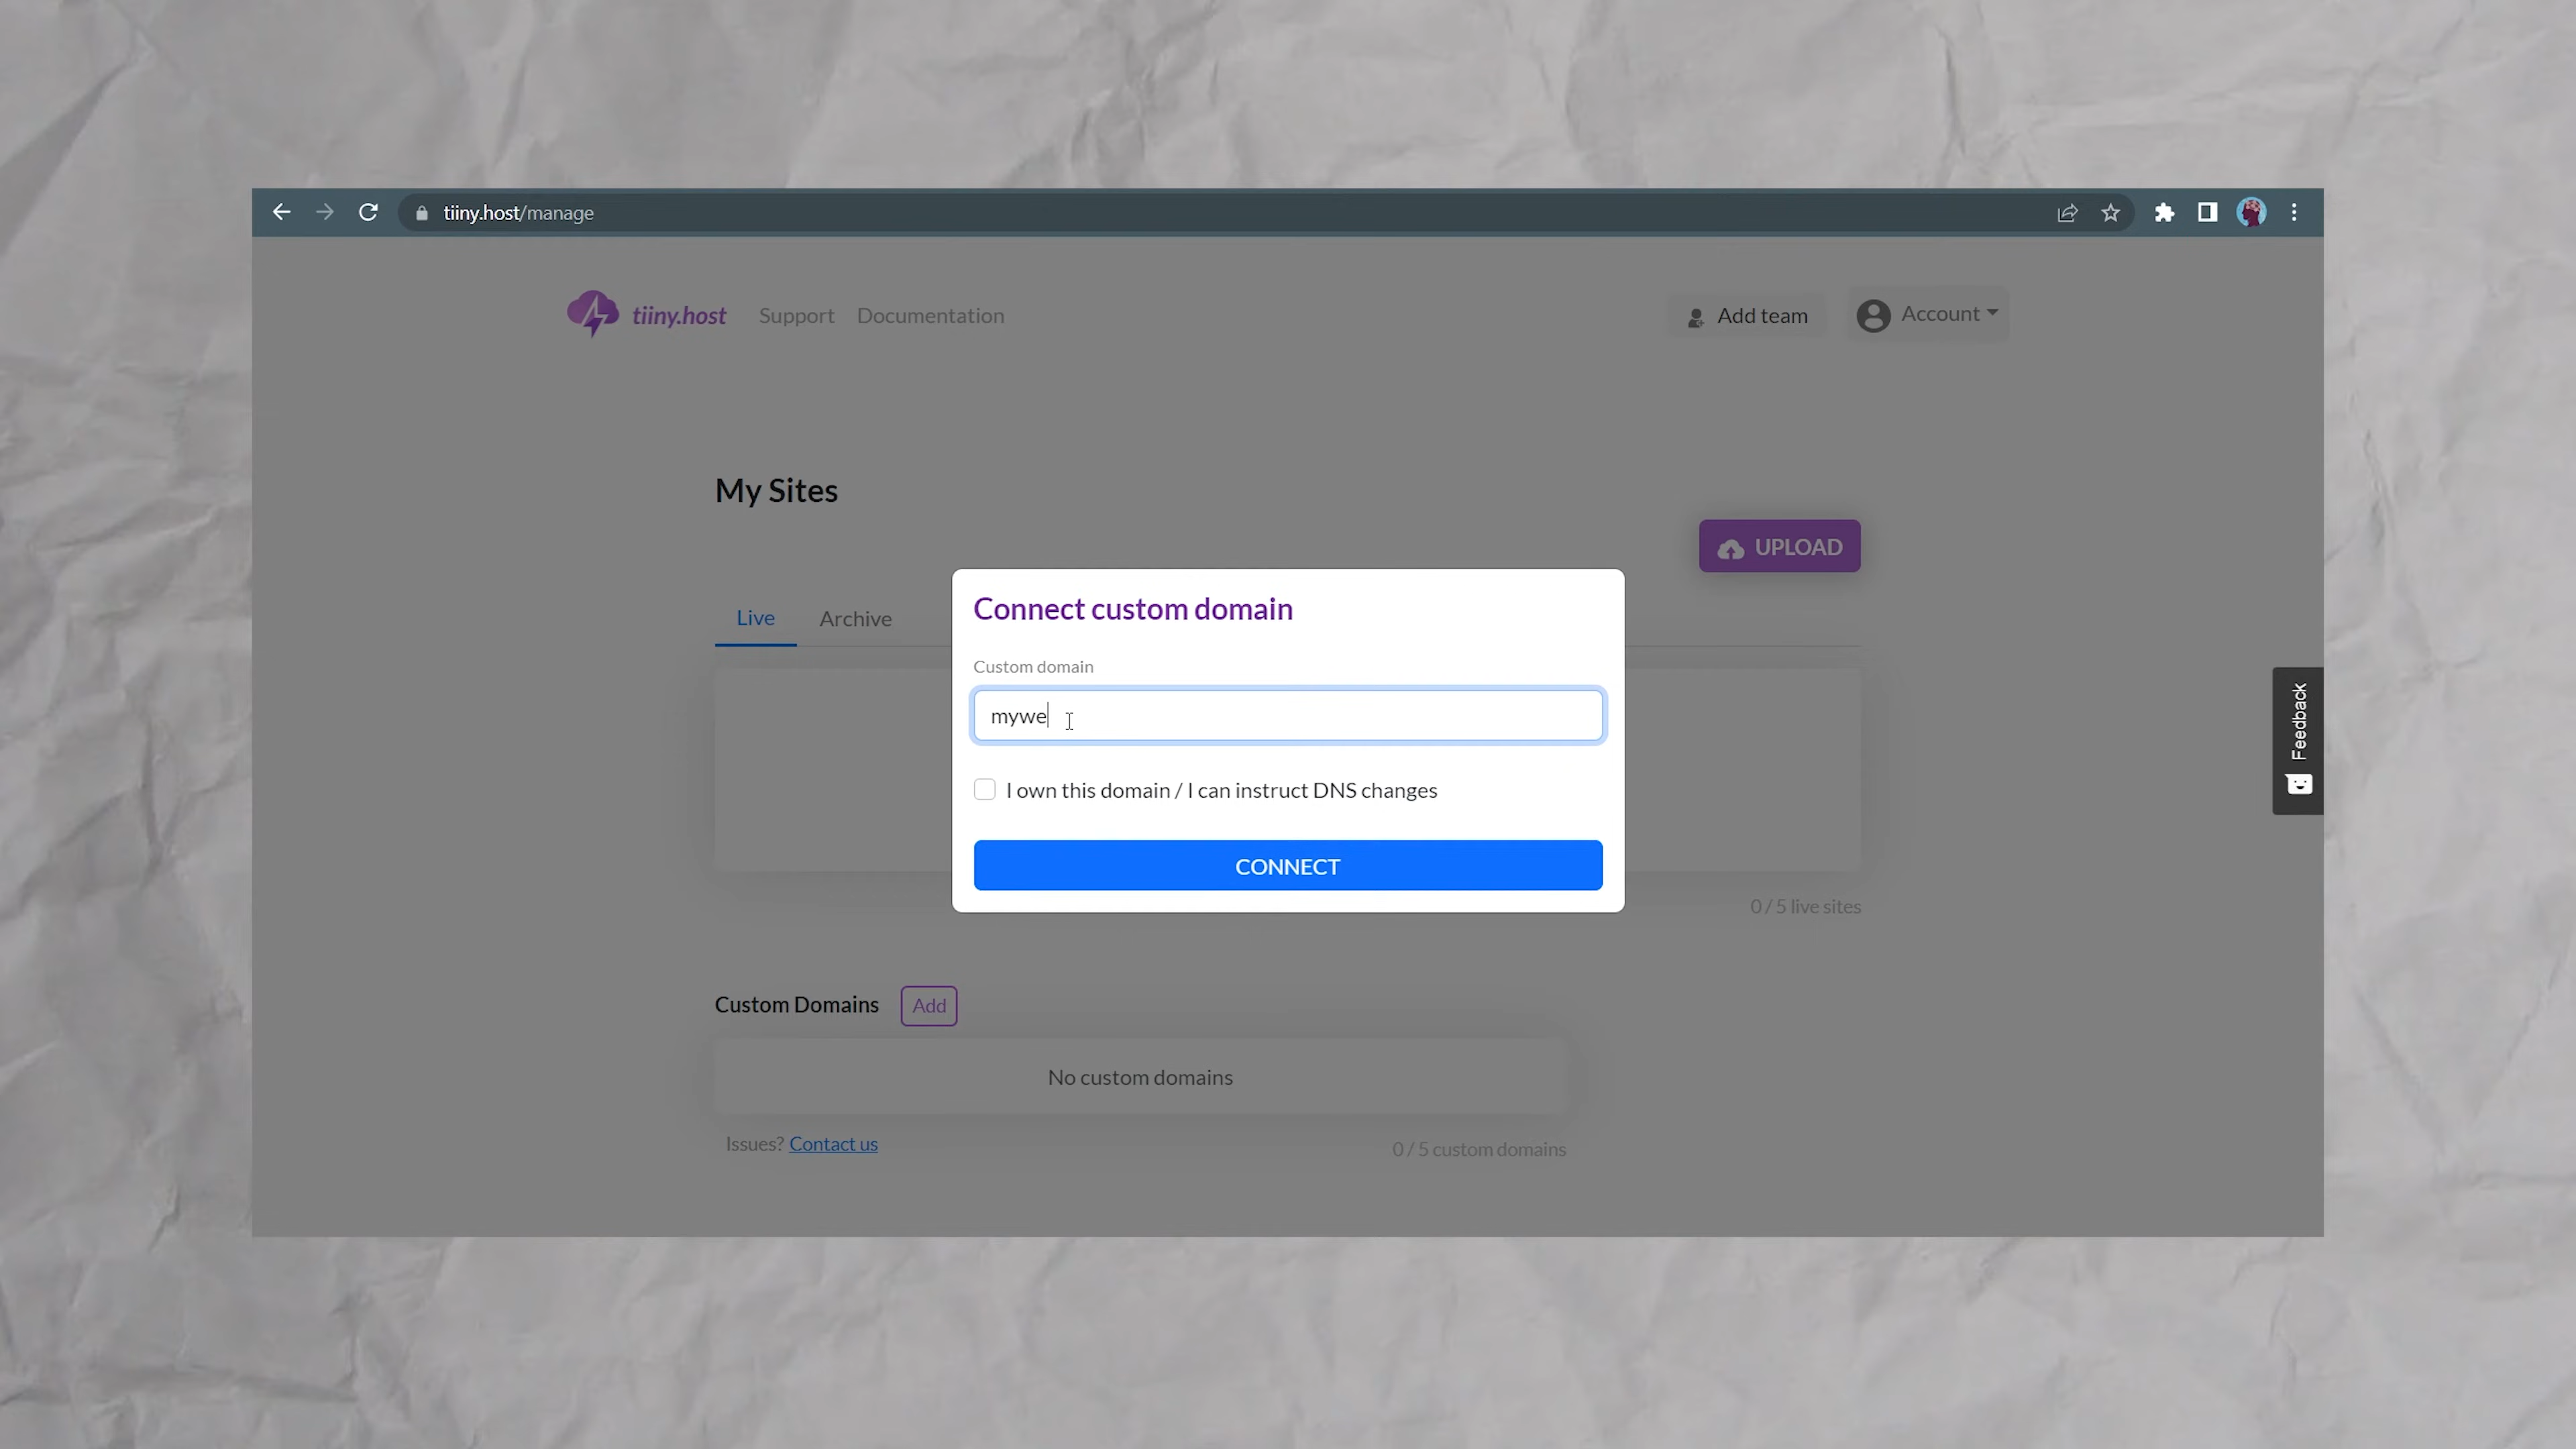 tiiny.host/manage
tiiny.host Support Documentation
Add team Account
My Sites
UPLOAD
Live Archive
Connect custom domain
Custom domain
mywe
I own this domain / I can instruct DNS changes
CONNECT
Feedback
0 / 5 live sites
Custom Domains Add
No custom domains
Issues? Contact us
0 / 5 custom domains